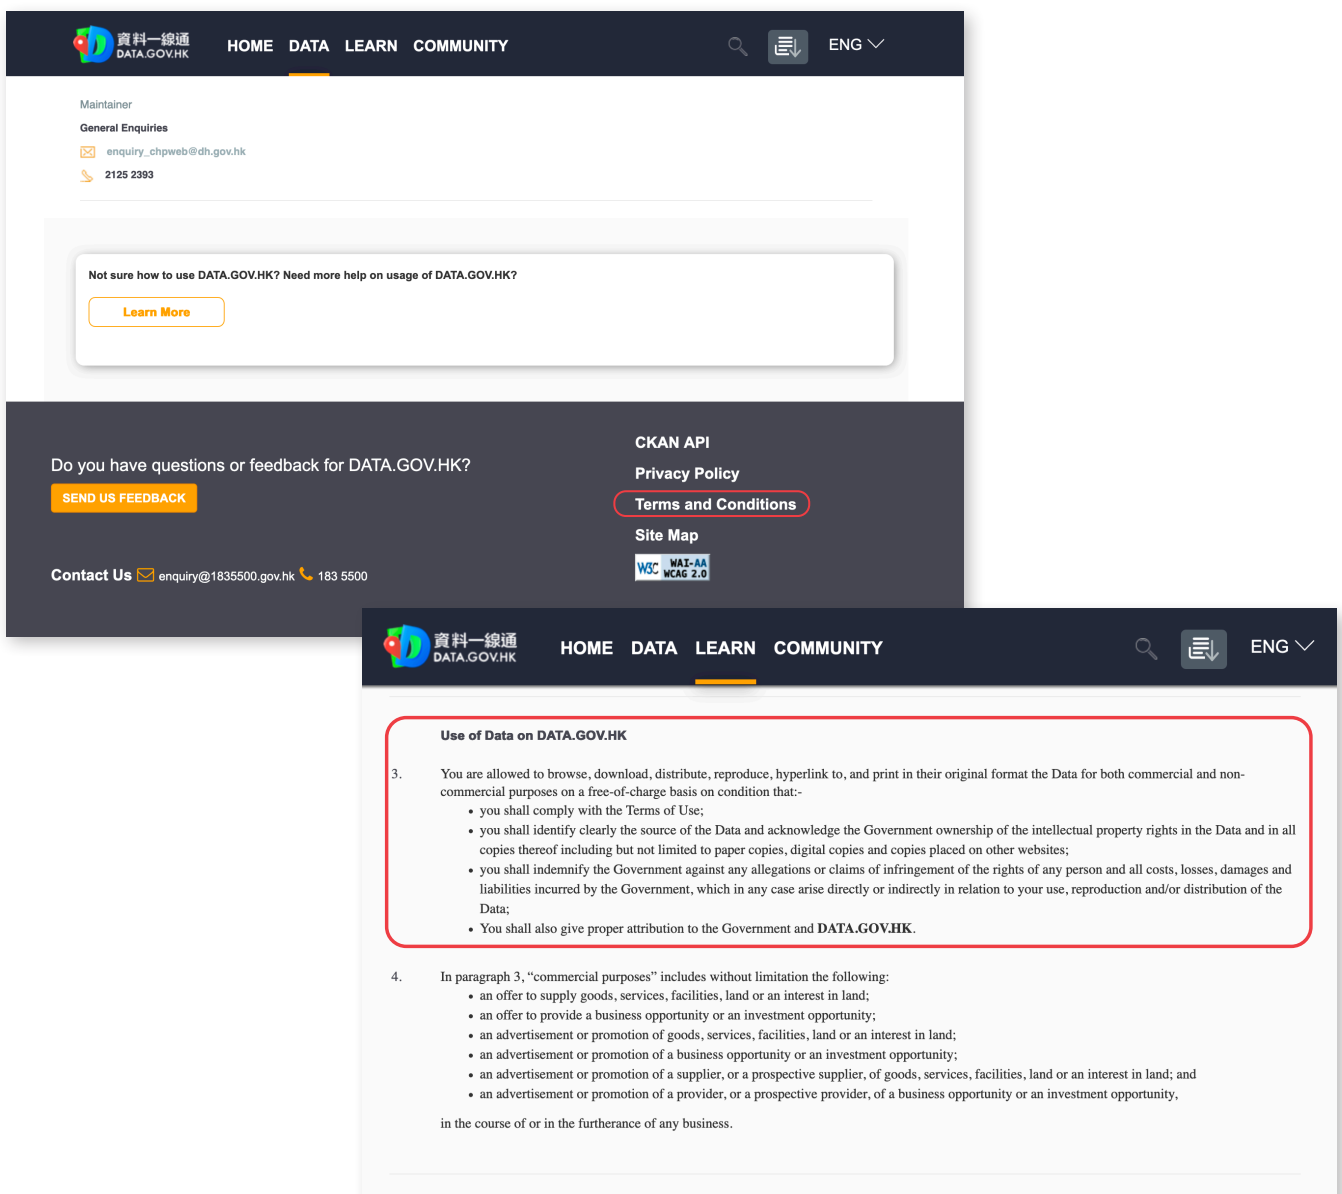 資料一線通
DATA.GOV.HK
HOME DATA LEARN COMMUNITY
ENG
Maintainer
General Enquiries
enquiry_chpweb@dh.gov.hk
2125 2393
Not sure how to use DATA.GOV.HK? Need more help on usage of DATA.GOV.HK?
Learn More
Do you have questions or feedback for DATA.GOV.HK?
SEND US FEEDBACK
Contact Us enquiry@1835500.gov.hk 183 5500
CKAN API
Privacy Policy
Terms and Conditions
Site Map
W3C WAI-AA
WCAG 2.0
資料一線通
DATA.GOV.HK
HOME DATA LEARN COMMUNITY
ENG
Use of Data on DATA.GOV.HK
3. You are allowed to browse, download, distribute, reproduce, hyperlink to, and print in their original format the Data for both commercial and non-
commercial purposes on a free-of-charge basis on condition that:-
• you shall comply with the Terms of Use;
• you shall identify clearly the source of the Data and acknowledge the Government ownership of the intellectual property rights in the Data and in all
copies thereof including but not limited to paper copies, digital copies and copies placed on other websites;
• you shall indemnify the Government against any allegations or claims of infringement of the rights of any person and all costs, losses, damages and
liabilities incurred by the Government, which in any case arise directly or indirectly in relation to your use, reproduction and/or distribution of the
Data;
• You shall also give proper attribution to the Government and DATA.GOV.HK.
4. In paragraph 3, “commercial purposes” includes without limitation the following:
• an offer to supply goods, services, facilities, land or an interest in land;
• an offer to provide a business opportunity or an investment opportunity;
• an advertisement or promotion of goods, services, facilities, land or an interest in land;
• an advertisement or promotion of a business opportunity or an investment opportunity;
• an advertisement or promotion of a supplier, or a prospective supplier, of goods, services, facilities, land or an interest in land; and
• an advertisement or promotion of a provider, or a prospective provider, of a business opportunity or an investment opportunity,
in the course of or in the furtherance of any business.